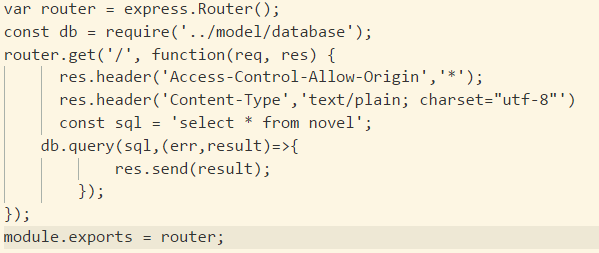 var router = express.Router();
const db = require('../model/database');
router.get('/', function(req, res) {
res.header('Access-Control-Allow-Origin','*');
res.header('Content-Type','text/plain; charset="utf-8"')
const sql = 'select * from novel';
db.query(sql,(err,result)=>{
res.send(result);
});
});
module.exports = router;